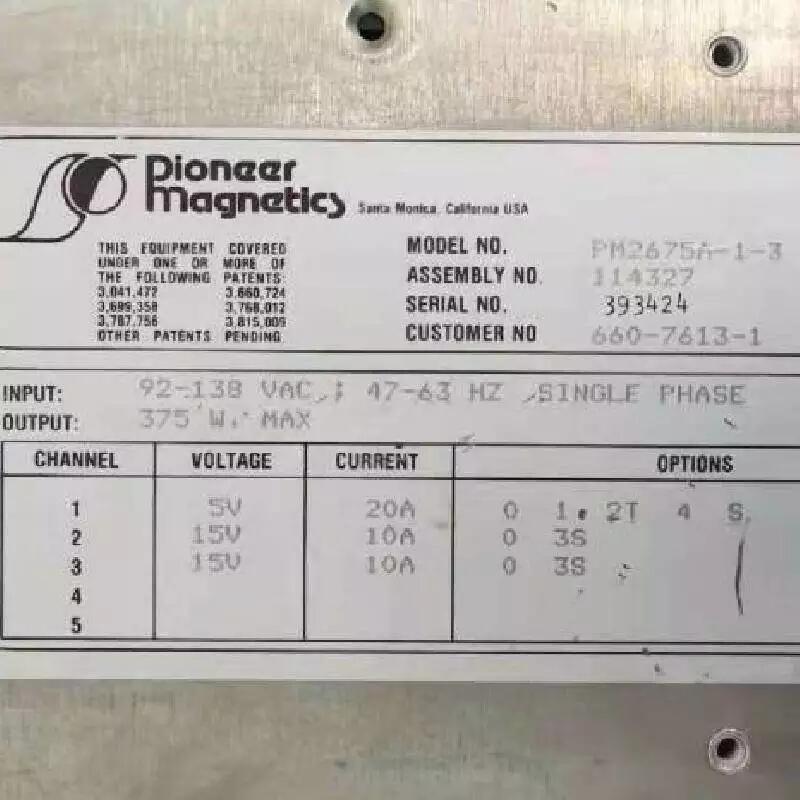 Pioneer
magnetics Santa Monica, California USA
THIS EQUIPMENT COVERED
UNDER ONE OR MORE OF
THE FOLLOWING PATENTS:
3,041,472 3,660,724
3,699,358 3,768,012
3,787,756 3,815,009
OTHER PATENTS PENDING
MODEL NO. PM2675A-1-3
ASSEMBLY NO. 114327
SERIAL NO. 393424
CUSTOMER NO 660-7613-1
INPUT: 92-138 VAC, ; 47-63 HZ ,SINGLE PHASE
OUTPUT: 375 W. MAX
CHANNEL VOLTAGE CURRENT OPTIONS
1 5V 20A 0 1. 2T 4 S
2 15V 10A 0 3S
3 15V 10A 0 3S
4
5